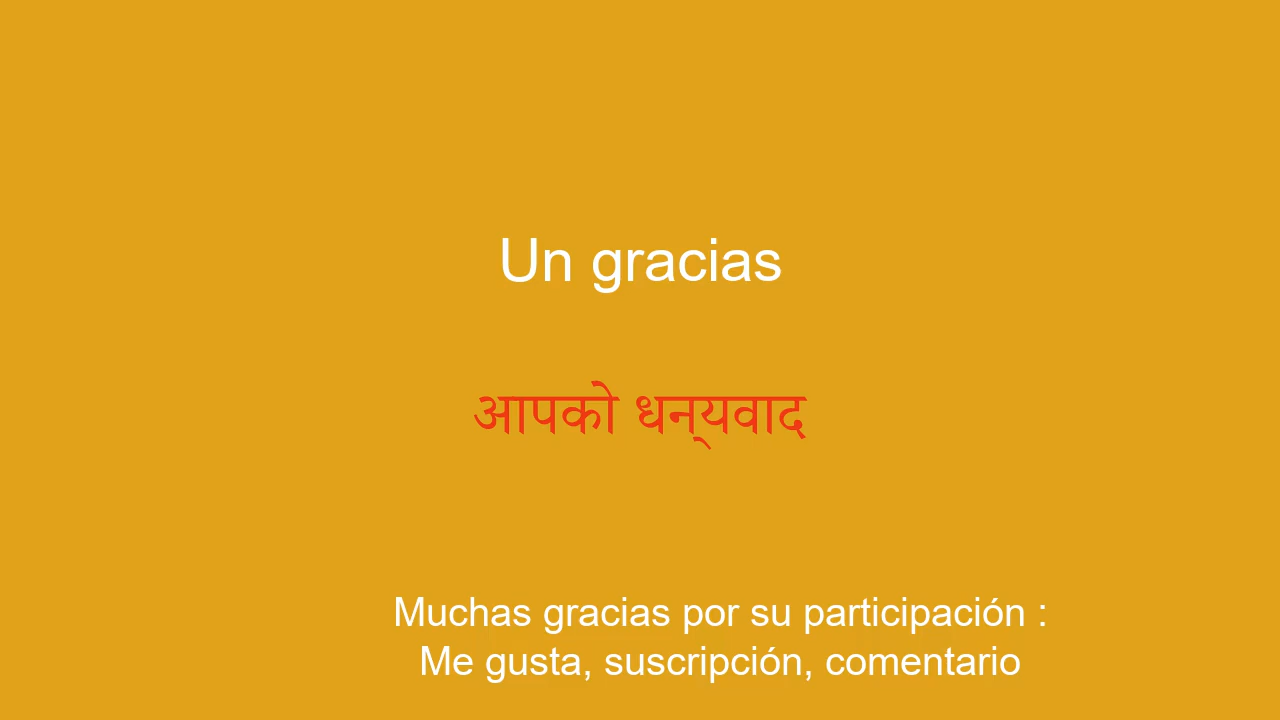 Un gracias
आपको धन्‌यवाद
Muchas gracias por su participación :
Me gusta, suscripción, comentario